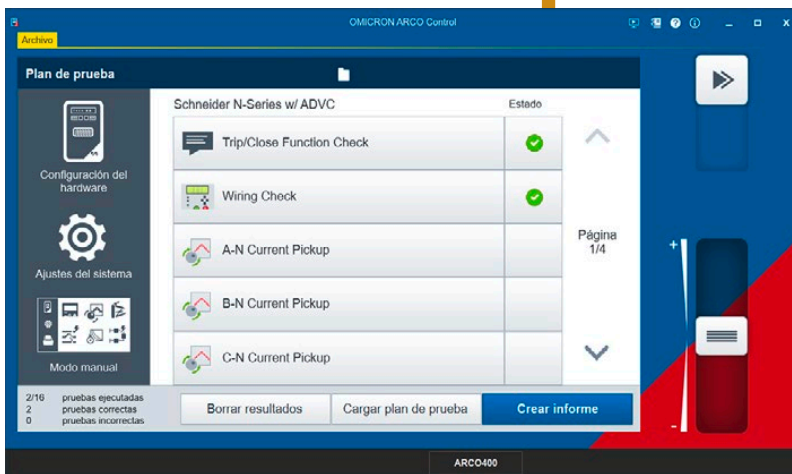 OMICRON ARCO Control
Archivo
Plan de prueba
Configuración del
hardware
Ajustes del sistema
Modo manual
2/16 pruebas ejecutadas
2 pruebas correctas
0 pruebas incorrectas
Schneider N-Series w/ ADVC
Estado
Trip/Close Function Check
Wiring Check
A-N Current Pickup
B-N Current Pickup
C-N Current Pickup
Página
1/4
Borrar resultados
Cargar plan de prueba
Crear informe
+
-
ARCO400